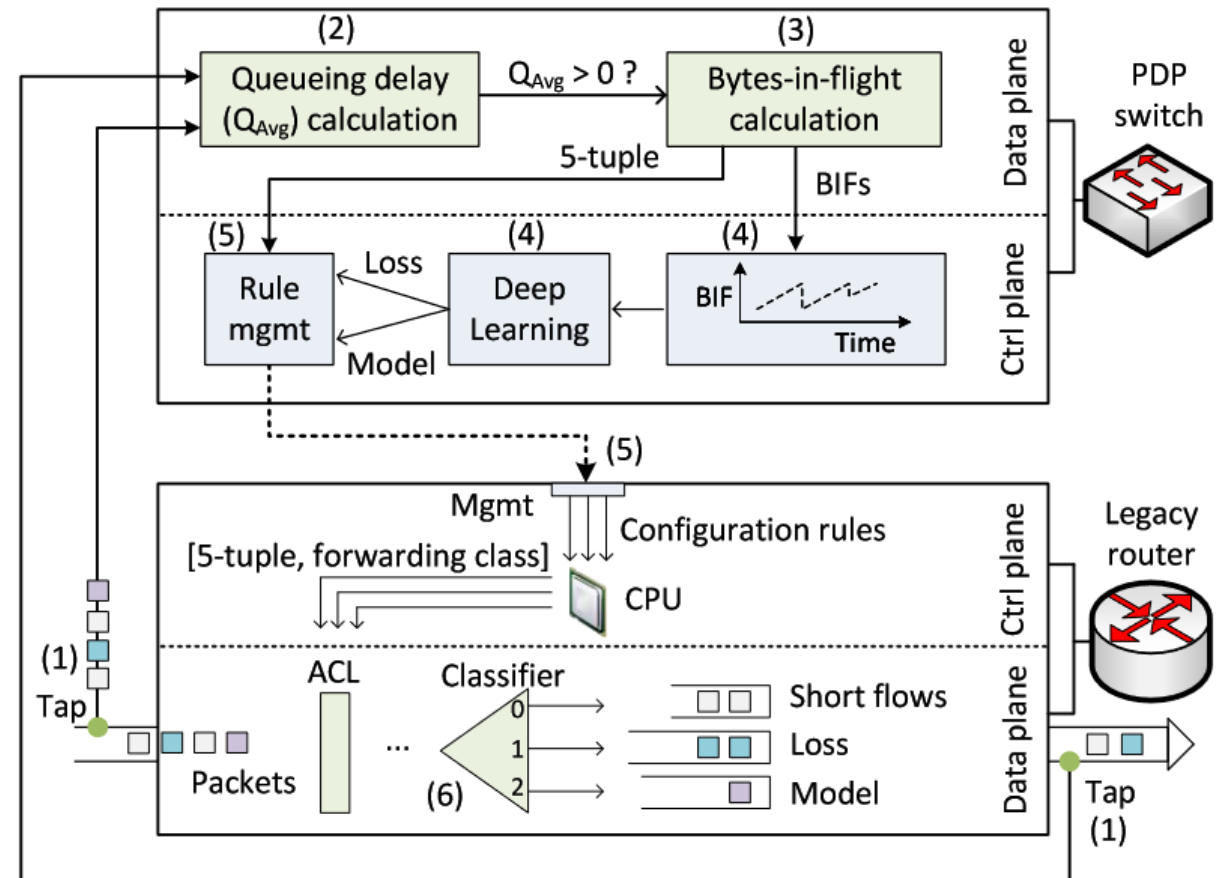 (2)
(3)
Queueing delay
(QAvg) calculation
QAvg > 0 ?
Bytes-in-flight
calculation
Data plane
PDP
switch
5-tuple
BIFs
(5)
(4)
(4)
Rule
mgmt
Loss
Model
Deep
Learning
BIF
Time
Ctrl plane
(5)
Mgmt
Configuration rules
[5-tuple, forwarding class]
CPU
Ctrl plane
Legacy
router
(1)
Tap
Packets
ACL
...
Classifier
0
1
2
(6)
Short flows
Loss
Model
Data plane
Tap
(1)